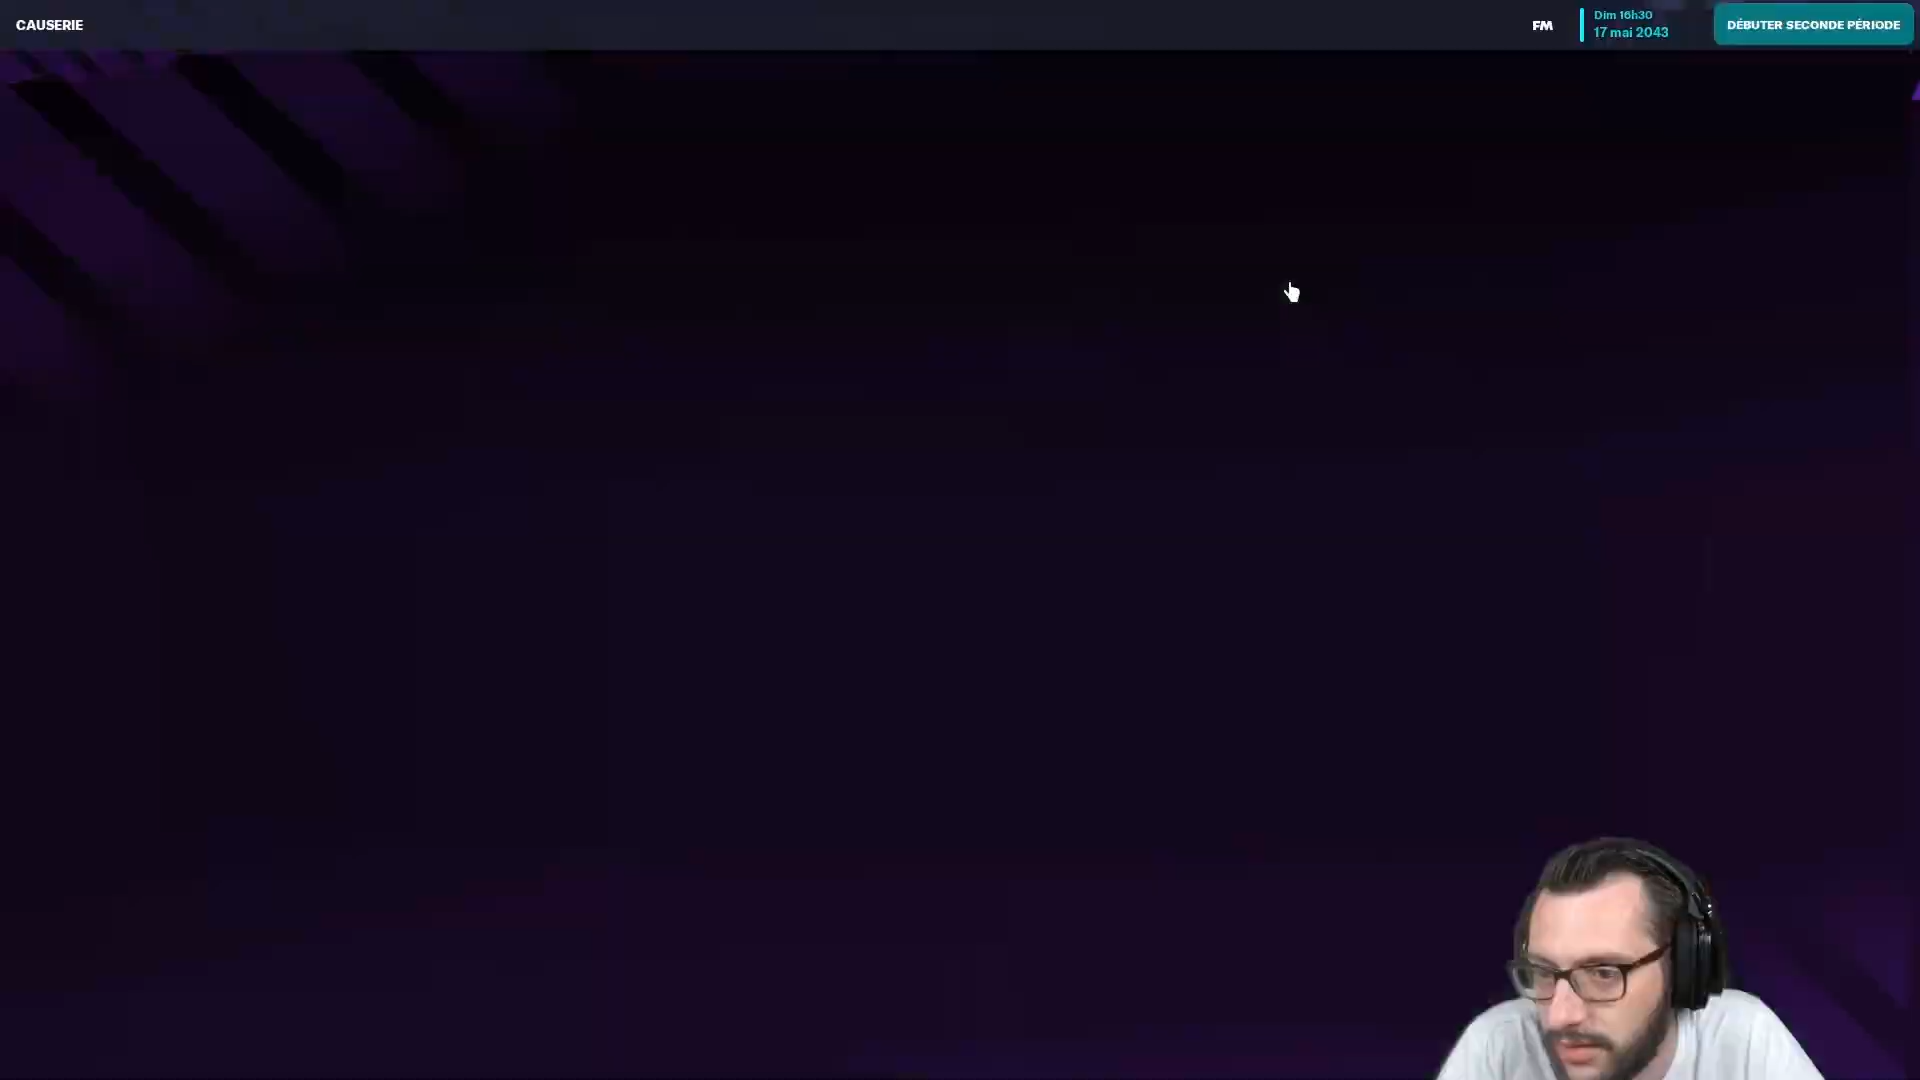 CAUSERIE
FM
Dim 16h30
17 mai 2043
DÉBUTER SECONDE PÉRIODE